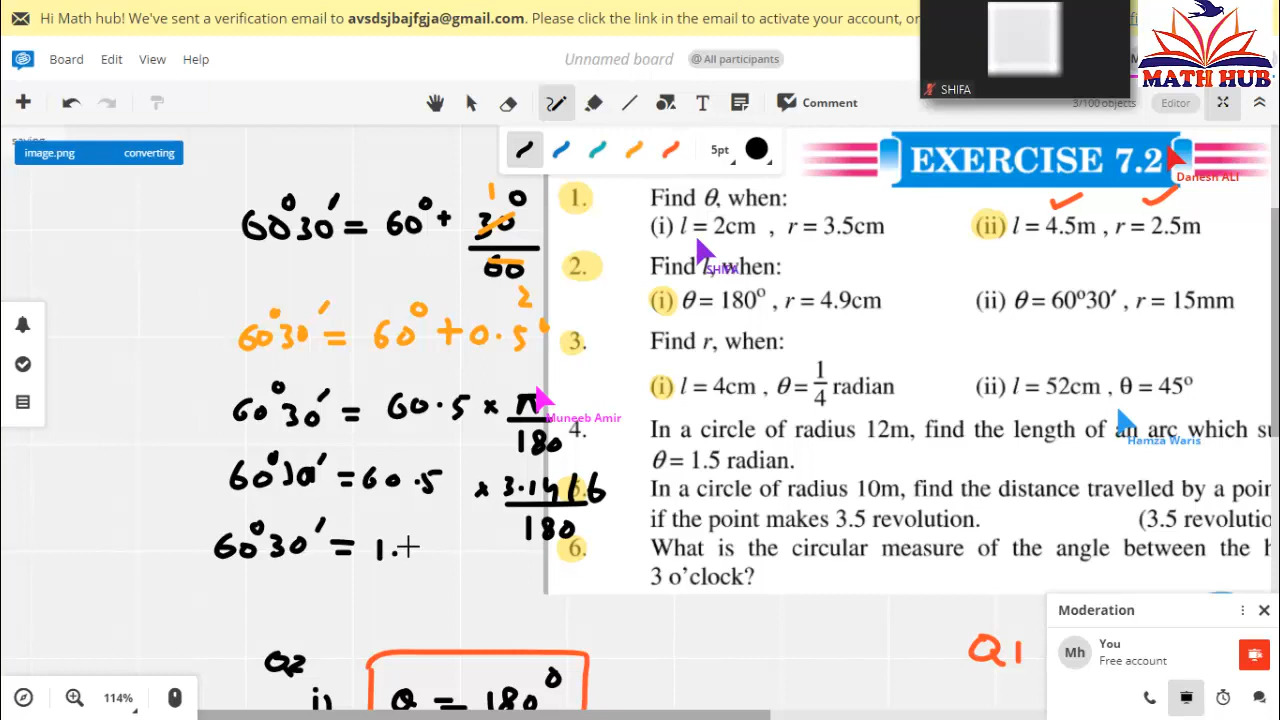 Hi Math hub! We've sent a verification email to avsdsjbajfgja@gmail.com. Please click the link in the email to activate your account, or
SHIFA
MATH HUB
Board Edit View Help
Unnamed board @ All participants
T Comment 3/100objects Editor
saving
image.png converting
5pt
60°30′ = 60° + 30°/60
1
2
60°30′ = 60° + 0.5°
60°30′ = 60.5 × π/180
60°30′ = 60.5 × 3.1416/180
60°30′ = 1.
Q2
i) θ = 180°
EXERCISE 7.2
Danesh ALI
1. Find θ, when:
(i) l = 2cm , r = 3.5cm (ii) l = 4.5m , r = 2.5m
SHIFA
2. Find l, when:
(i) θ = 180° , r = 4.9cm (ii) θ = 60°30′ , r = 15mm
3. Find r, when:
(i) l = 4cm , θ = 1/4 radian (ii) l = 52cm , θ = 45°
Muneeb Amir
Hamza Waris
4. In a circle of radius 12m, find the length of an arc which su
θ = 1.5 radian.
5. In a circle of radius 10m, find the distance travelled by a poin
if the point makes 3.5 revolution. (3.5 revolutio
6. What is the circular measure of the angle between the h
3 o'clock?
Q1
Moderation
Mh You
Free account
114%